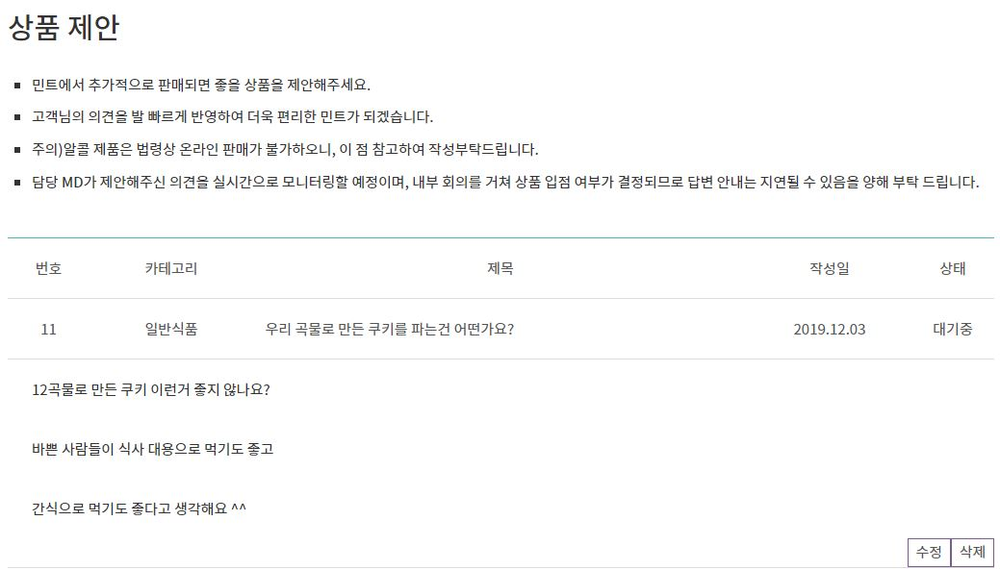 상품 제안
민트에서 추가적으로 판매되면 좋을 상품을 제안해주세요.
고객님의 의견을 발 빠르게 반영하여 더욱 편리한 민트가 되겠습니다.
주의)알콜 제품은 법령상 온라인 판매가 불가하오니, 이 점 참고하여 작성부탁드립니다.
담당 MD가 제안해주신 의견을 실시간으로 모니터링할 예정이며, 내부 회의를 거쳐 상품 입점 여부가 결정되므로 답변 안내는 지연될 수 있음을 양해 부탁 드립니다.
번호 카테고리 제목 작성일 상태
11 일반식품 우리 곡물로 만든 쿠키를 파는건 어떤가요? 2019.12.03 대기중
12곡물로 만든 쿠키 이런거 좋지 않나요?
바쁜 사람들이 식사 대용으로 먹기도 좋고
간식으로 먹기도 좋다고 생각해요 ^^
수정 삭제